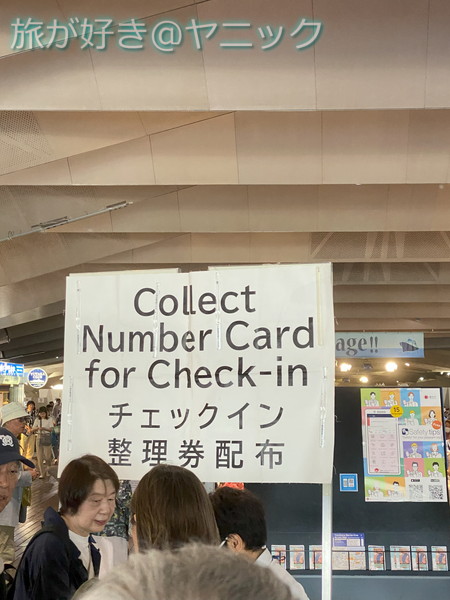 旅が好き@ヤニック
Collect
Number Card
for Check-in
チェックイン
整理券配布
age!!